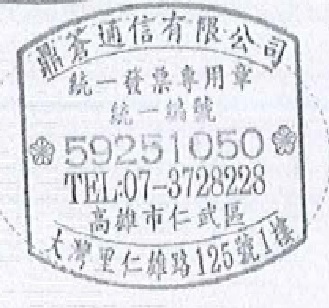 鼎蒼通信有限公司
統一發票專用章
統一編號
59251050
TEL:07-3728228
高雄市仁武區
大灣里仁雄路125號1樓